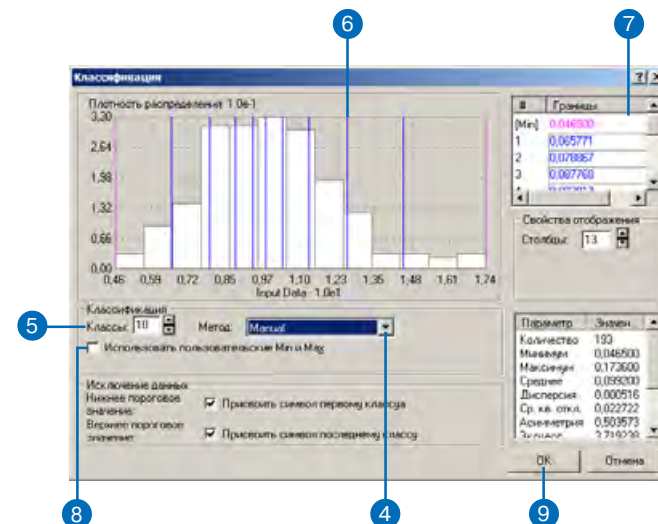 6
7
Классификация
Плотность распределения 1.0e-1
3,30
2,64
1,98
1,32
0,66
0,00
0,46 0,59 0,72 0,85 0,97 1,10 1,23 1,35 1,48 1,61 1,74
Input Data · 1.0e1
# Границы
[Min] 0,046500
1 0,065771
2 0,078867
3 0,087760
Свойства отображения
Столбцы: 13
Классификация
5
Классы: 10 Метод: Manual
Использовать пользовательские Min и Max
Исключение данных
Нижнее пороговое значение:
Присвоить символ первому классуа
Верхнее пороговое значение:
Присвоить символ последнему классу
Параметр Значен
Количество 193
Минимум 0,046500
Максимум 0,173600
Среднее 0,099200
Дисперсия 0,000516
Ср. кв. откл. 0,022722
Асимметрия 0,503573
Эксцесс 3,719238
OK Отмена
8
4
9